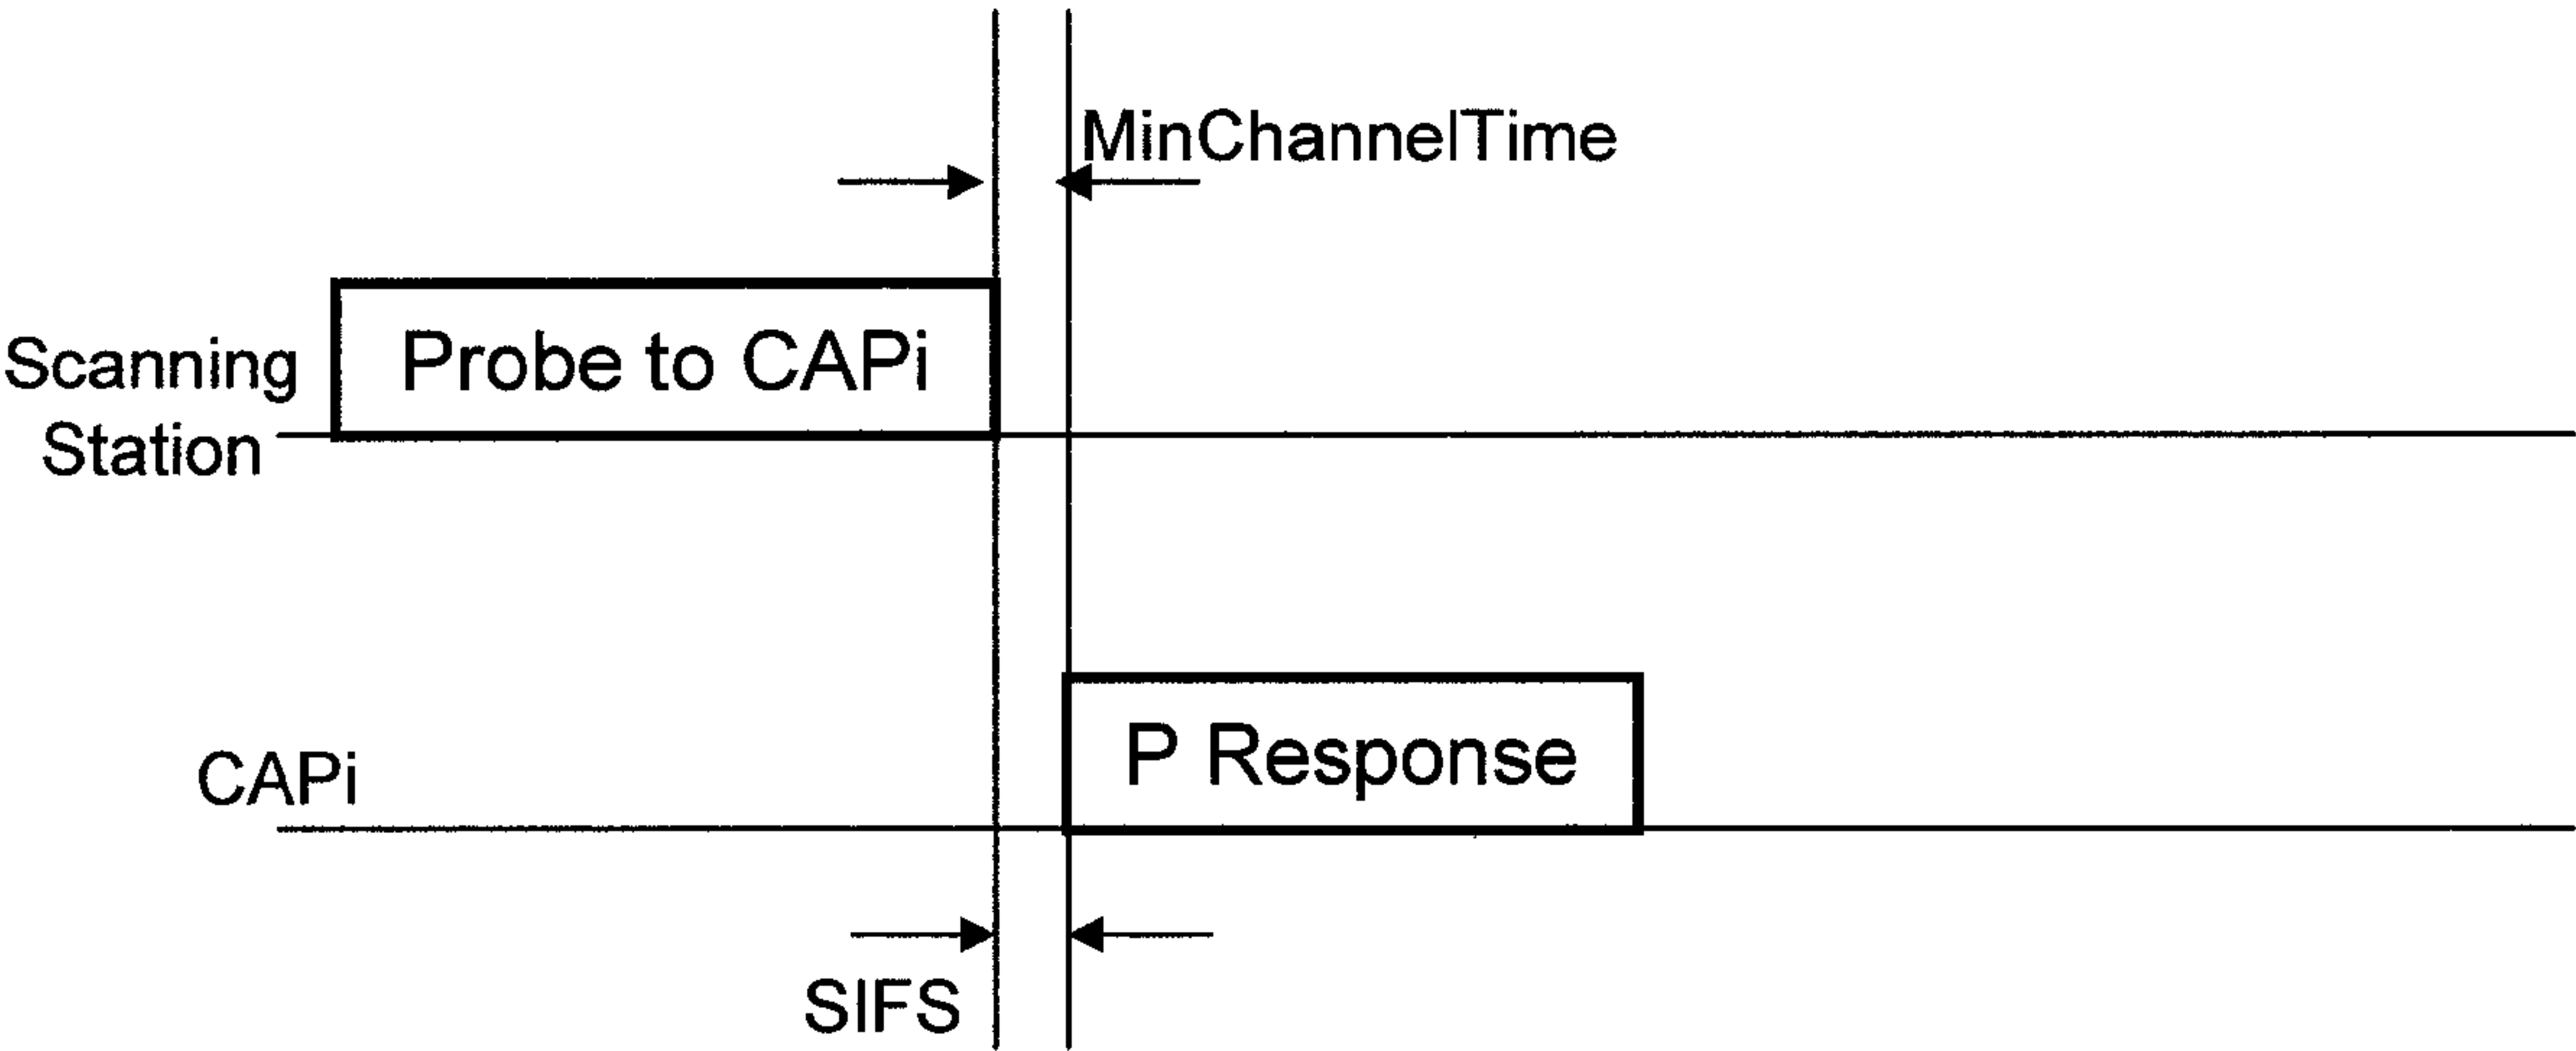 MinChannelTime
Scanning
Station
Probe to CAPi
CAPi
P Response
SIFS